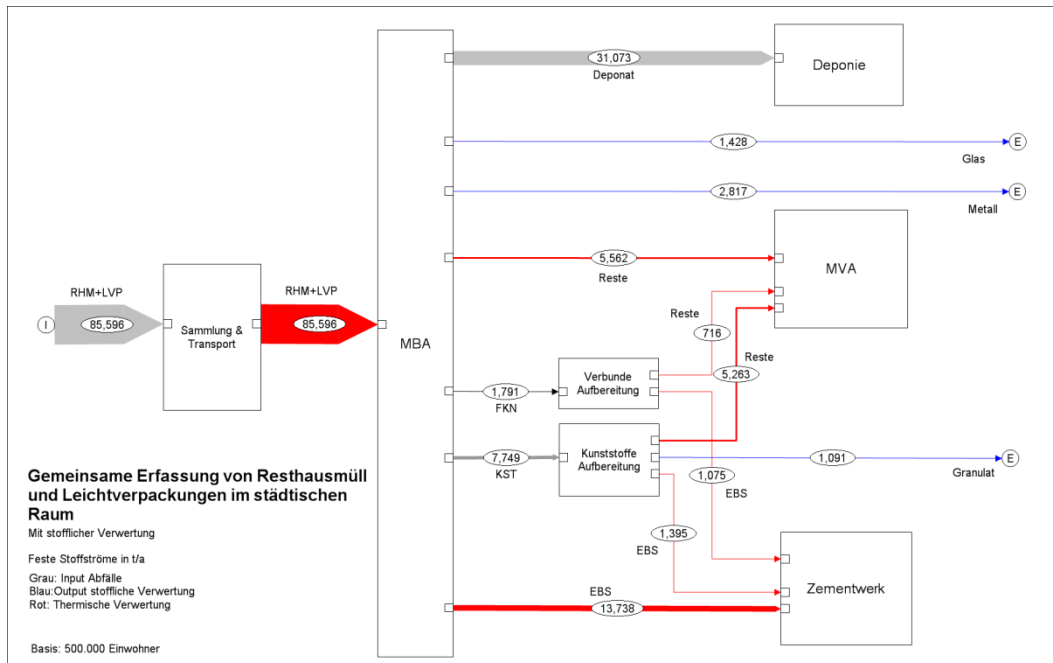 31,073
Deponat
Deponie
1,428
E
Glas
2,817
E
Metall
5,562
Reste
MVA
RHM+LVP
RHM+LVP
I
85,596
85,596
Sammlung &
Transport
MBA
Reste
716
Reste
5,263
Verbunde
Aufbereitung
1,791
FKN
Kunststoffe
Aufbereitung
7,749
KST
1,091
E
Granulat
1,075
EBS
1,395
EBS
EBS
13,738
Zementwerk
Gemeinsame Erfassung von Resthausmüll
und Leichtverpackungen im städtischen
Raum
Mit stofflicher Verwertung
Feste Stoffströme in t/a
Grau: Input Abfälle
Blau:Output stoffliche Verwertung
Rot: Thermische Verwertung
Basis: 500.000 Einwohner